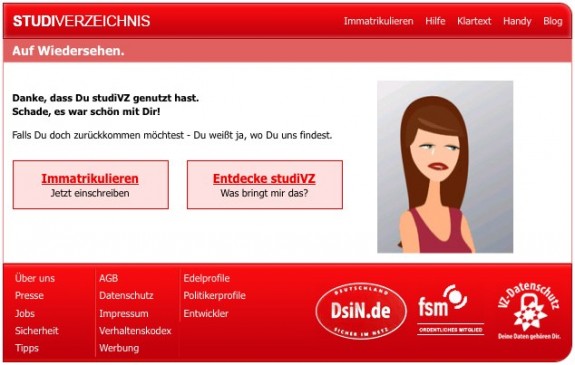 STUDIVERZEICHNIS
Immatrikulieren Hilfe Klartext Handy Blog
Auf Wiedersehen.
Danke, dass Du studiVZ genutzt hast.
Schade, es war schön mit Dir!
Falls Du doch zurückkommen möchtest - Du weißt ja, wo Du uns findest.
Immatrikulieren
Jetzt einschreiben
Entdecke studiVZ
Was bringt mir das?
Über uns
Presse
Jobs
Sicherheit
Tipps
AGB
Datenschutz
Impressum
Verhaltenskodex
Werbung
Edelprofile
Politikerprofile
Entwickler
DEUTSCHLAND
DsiN.de
SICHER IM NETZ
fsm
ORDENTLICHES MITGLIED
VZ-Datenschutz
Deine Daten gehören Dir.